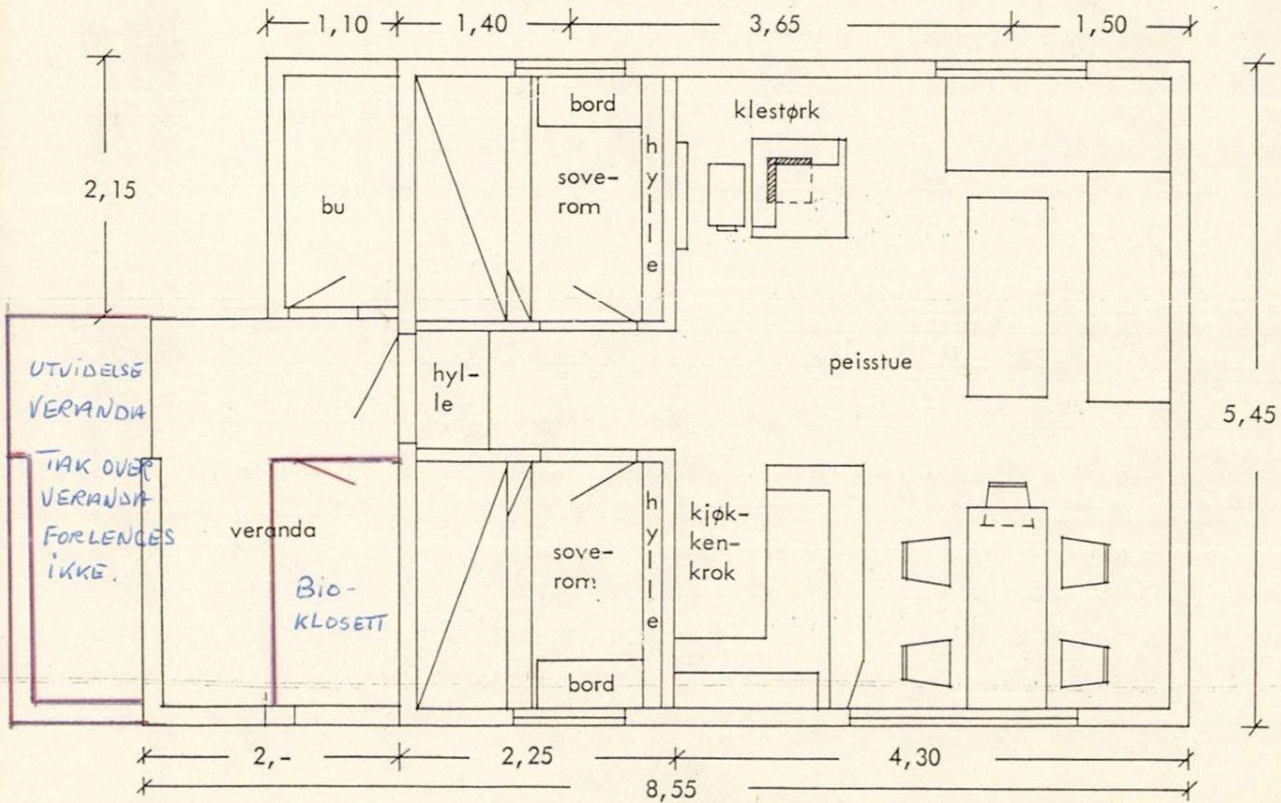 1,10
1,40
3,65
1,50
2,15
bu
bord
sove-
rom
hylle
klestørk
hyl-
le
peisstue
5,45
UTVIDELSE
VERANDA
TAK OVER
VERANDA
FORLENGES
IKKE.
veranda
BIO-
KLOSETT
sove-
rom
bord
hylle
kjøk-
ken-
krok
2,-
2,25
4,30
8,55